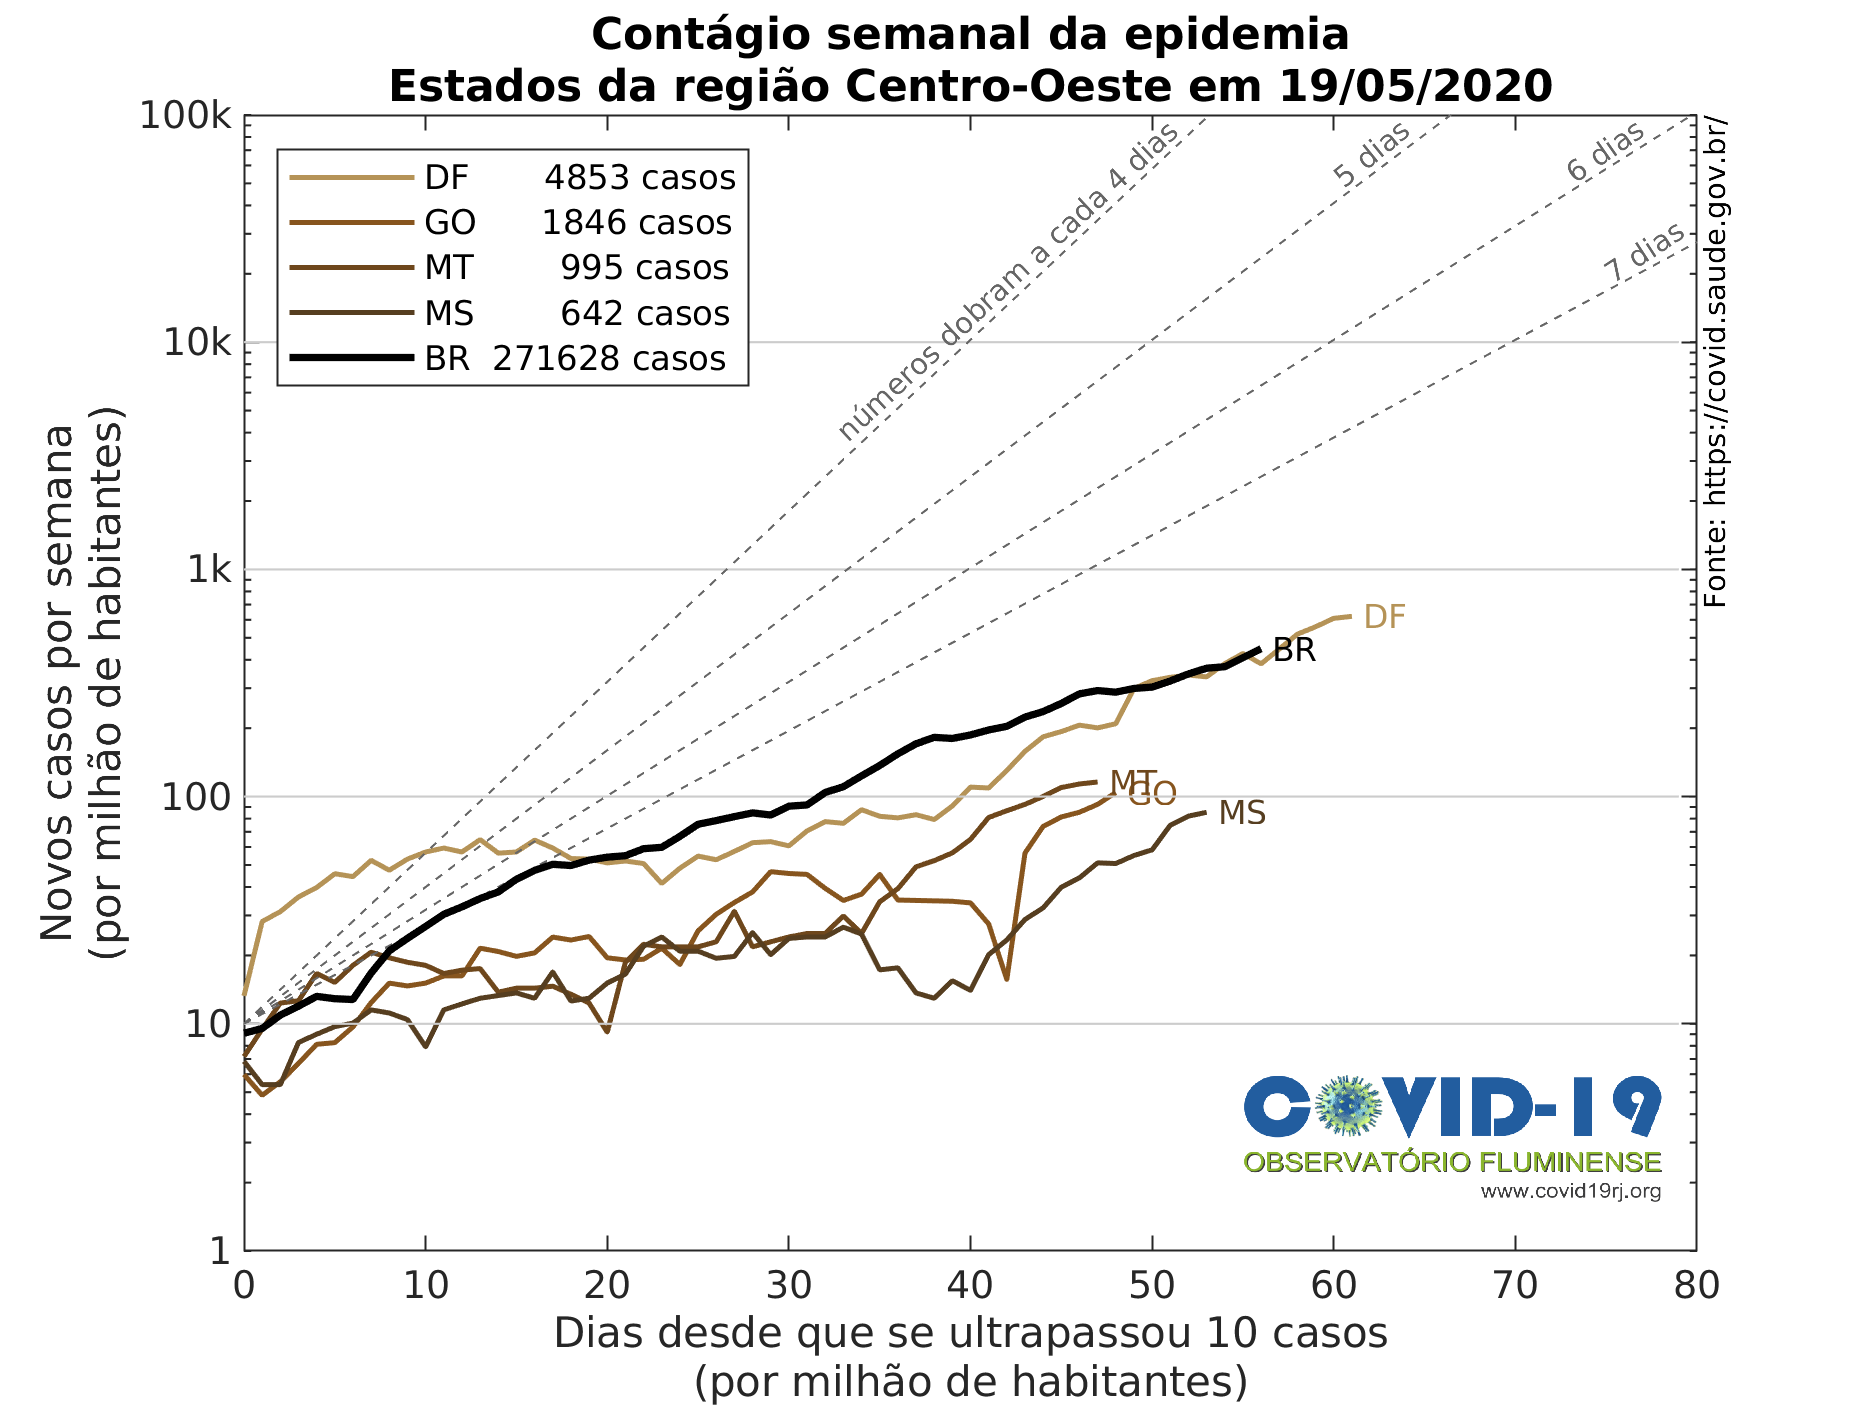 Contágio semanal da epidemia
Estados da região Centro-Oeste em 19/05/2020
100k
10k
1k
100
10
1
Novos casos por semana
(por milhão de habitantes)
DF 4853 casos
GO 1846 casos
MT 995 casos
MS 642 casos
BR 271628 casos
números dobram a cada 4 dias
5 dias
6 dias
7 dias
Fonte: https://covid.saude.gov.br/
DF
BR
MT
GO
MS
COVID-19
OBSERVATÓRIO FLUMINENSE
www.covid19rj.org
0 10 20 30 40 50 60 70 80
Dias desde que se ultrapassou 10 casos
(por milhão de habitantes)